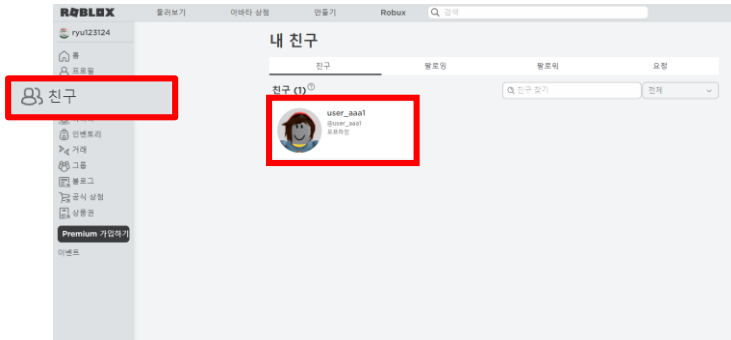 ROBLOX
둘러보기
아바타 상점
만들기
Robux
검색
ryu123124
홈
프로필
친구
인벤토리
거래
그룹
블로그
공식 상점
상품권
Premium 가입하기
이벤트
내 친구
친구
팔로잉
팔로워
요청
친구 (1)
친구 찾기
전체
user_aaa1
@user_aaa1
오프라인